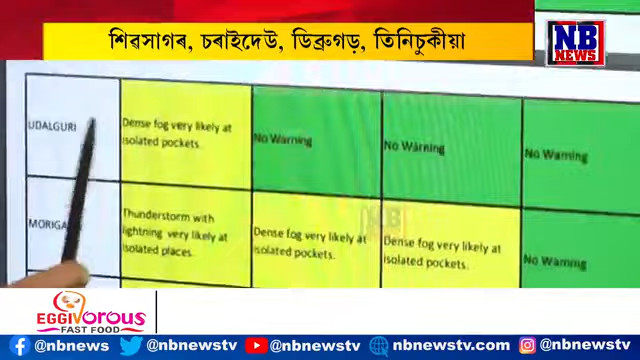 শিৱসাগৰ, চৰাইদেউ, ডিব্ৰুগড়, তিনিচুকীয়া
NB
NEWS
UDALGURI
Dense fog very likely at
isolated pockets.
No Warning
No Warning
No Warning
MORIGA
Thunderstorm with
lightning very likely at
isolated places.
Dense fog very likely at
isolated pockets.
Dense fog very likely at
isolated pockets.
No Warning
NB
EGGIVOROUS
FAST FOOD
@nbnews
@nbnewstv
nbnewstv
@nbnewstv
@nbnewstv